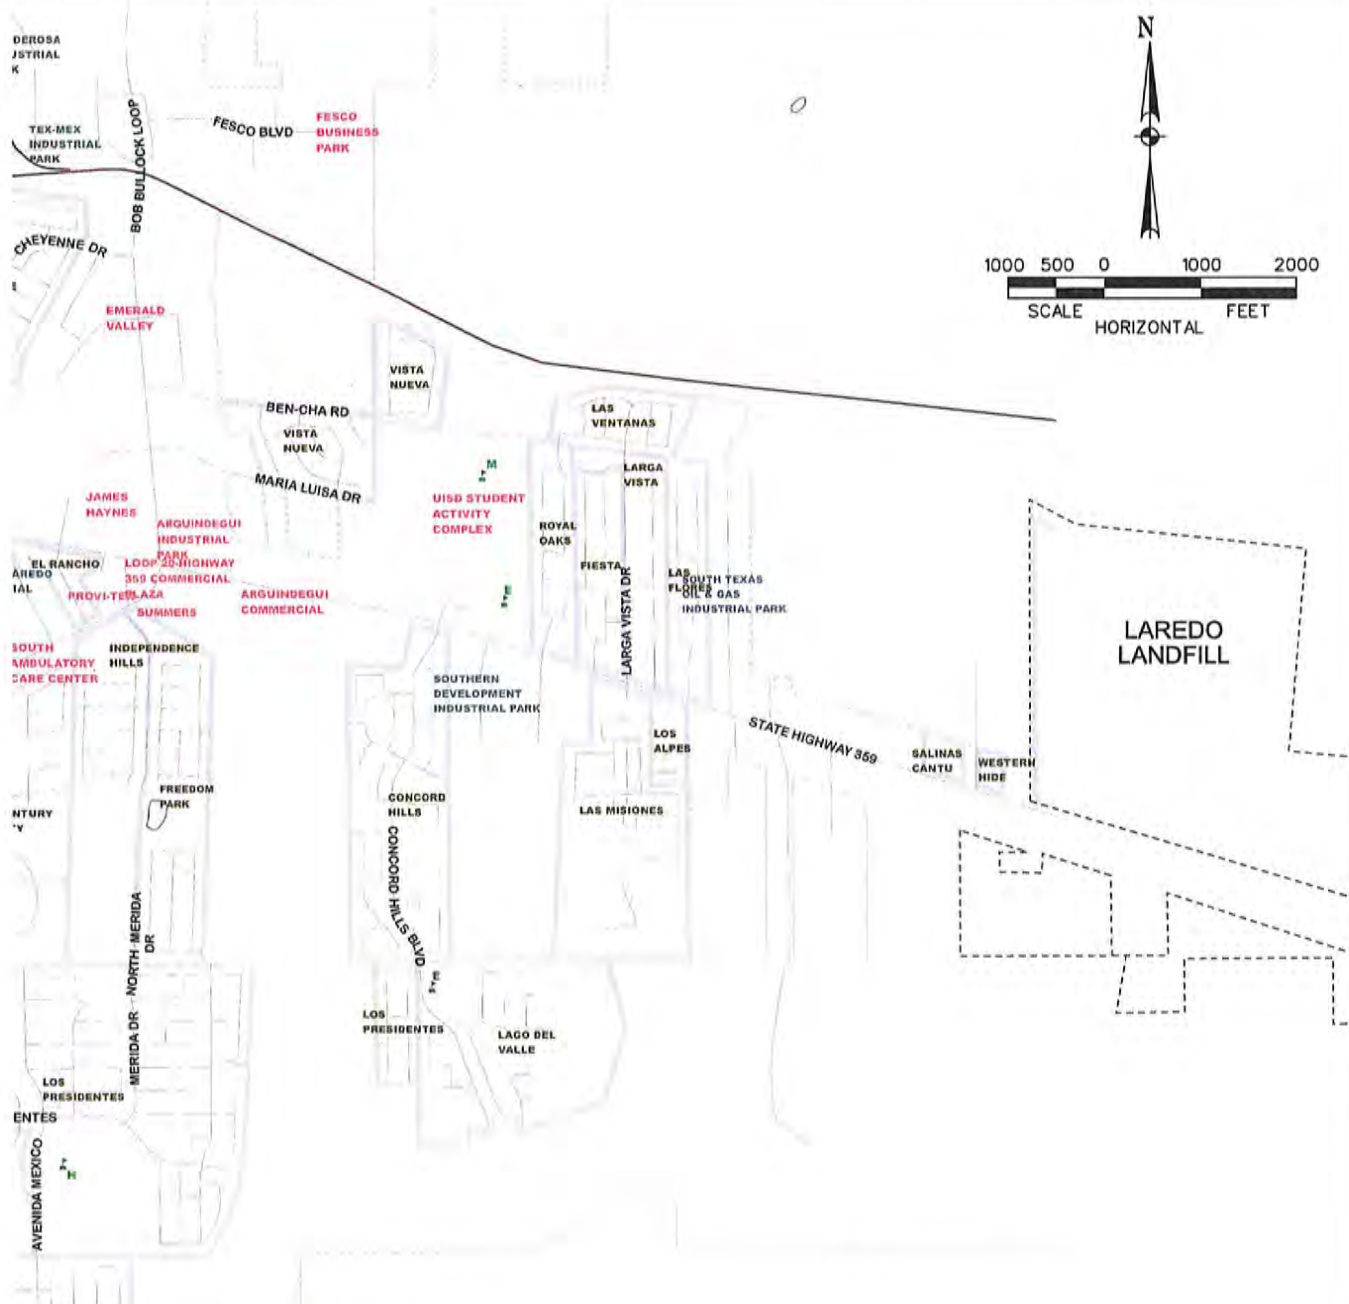 N
DEROSA
JSTRIAL
K
TEX-MEX
INDUSTRIAL
PARK
BOB BULLOCK LOOP
FESCO BLVD
FESCO
BUSINESS
PARK
1000 500 0 1000 2000
SCALE FEET
HORIZONTAL
CHEYENNE DR
EMERALD
VALLEY
VISTA
NUEVA
BEN-CHA RD
VISTA
NUEVA
MARIA LUISA DR
LAS
VENTANAS
LARGA
VISTA
M
UISD STUDENT
ACTIVITY
COMPLEX
ROYAL
OAKS
FIESTA
LARGA VISTA DR
LAS
FLORES
SOUTH TEXAS
OIL & GAS
INDUSTRIAL PARK
E
JAMES
HAYNES
ARGUINDEGUI
INDUSTRIAL
PARK
EL RANCHO
LOOP 20-HIGHWAY
359 COMMERCIAL
PLAZA
AREDO
IAL
PROVI-TEX
SUMMERS
ARGUINDEGUI
COMMERCIAL
SOUTH
AMBULATORY
CARE CENTER
INDEPENDENCE
HILLS
SOUTHERN
DEVELOPMENT
INDUSTRIAL PARK
LAREDO
LANDFILL
LOS
ALPES
STATE HIGHWAY 359
SALINAS
CANTU
WESTERN
HIDE
FREEDOM
PARK
NTURY
Y
CONCORD
HILLS
LAS MISIONES
CONCORD HILLS BLVD
E
MERIDA DR
NORTH MERIDA
DR
LOS
PRESIDENTES
LAGO DEL
VALLE
LOS
PRESIDENTES
ENTES
AVENIDA MEXICO
H